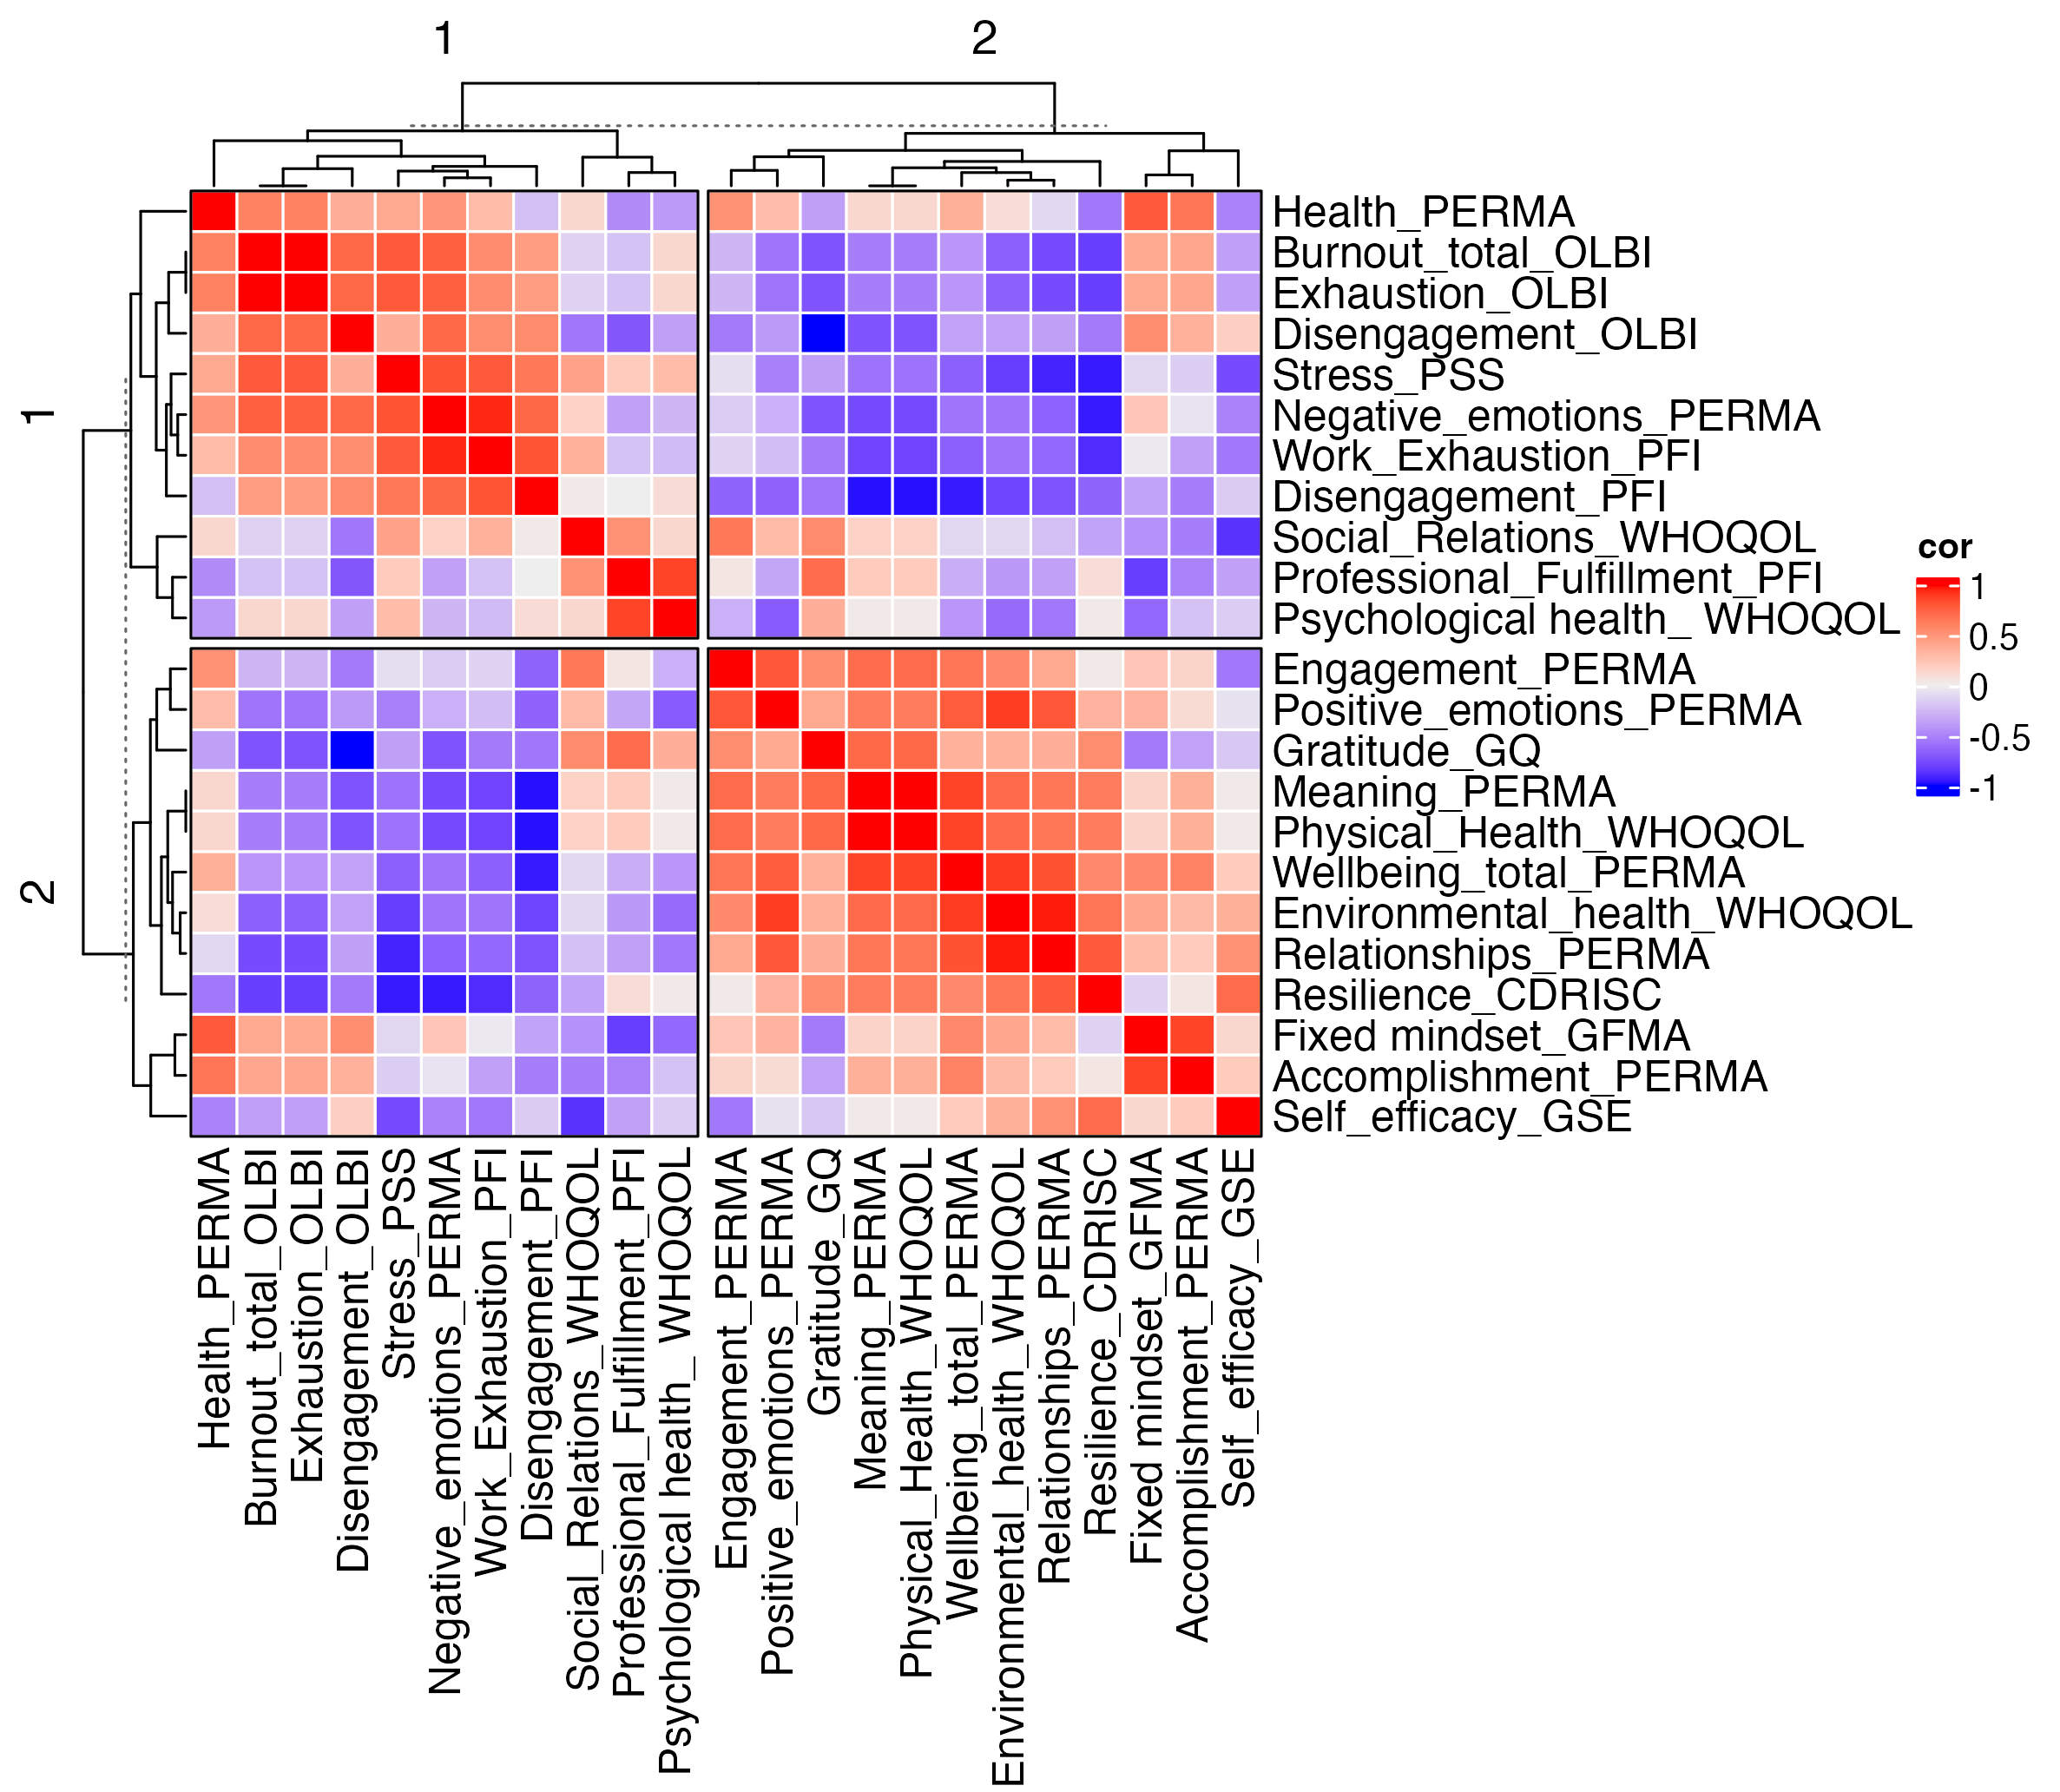 1
2
1
2
Health_PERMA
Burnout_total_OLBI
Exhaustion_OLBI
Disengagement_OLBI
Stress_PSS
Negative_emotions_PERMA
Work_Exhaustion_PFI
Disengagement_PFI
Social_Relations_WHOQOL
Professional_Fulfillment_PFI
Psychological health_ WHOQOL
Engagement_PERMA
Positive_emotions_PERMA
Gratitude_GQ
Meaning_PERMA
Physical_Health_WHOQOL
Wellbeing_total_PERMA
Environmental_health_WHOQOL
Relationships_PERMA
Resilience_CDRISC
Fixed mindset_GFMA
Accomplishment_PERMA
Self_efficacy_GSE
cor
1
0.5
0
-0.5
-1
Health_PERMA
Burnout_total_OLBI
Exhaustion_OLBI
Disengagement_OLBI
Stress_PSS
Negative_emotions_PERMA
Work_Exhaustion_PFI
Disengagement_PFI
Social_Relations_WHOQOL
Professional_Fulfillment_PFI
Psychological health_ WHOQOL
Engagement_PERMA
Positive_emotions_PERMA
Gratitude_GQ
Meaning_PERMA
Physical_Health_WHOQOL
Wellbeing_total_PERMA
Environmental_health_WHOQOL
Relationships_PERMA
Resilience_CDRISC
Fixed mindset_GFMA
Accomplishment_PERMA
Self_efficacy_GSE